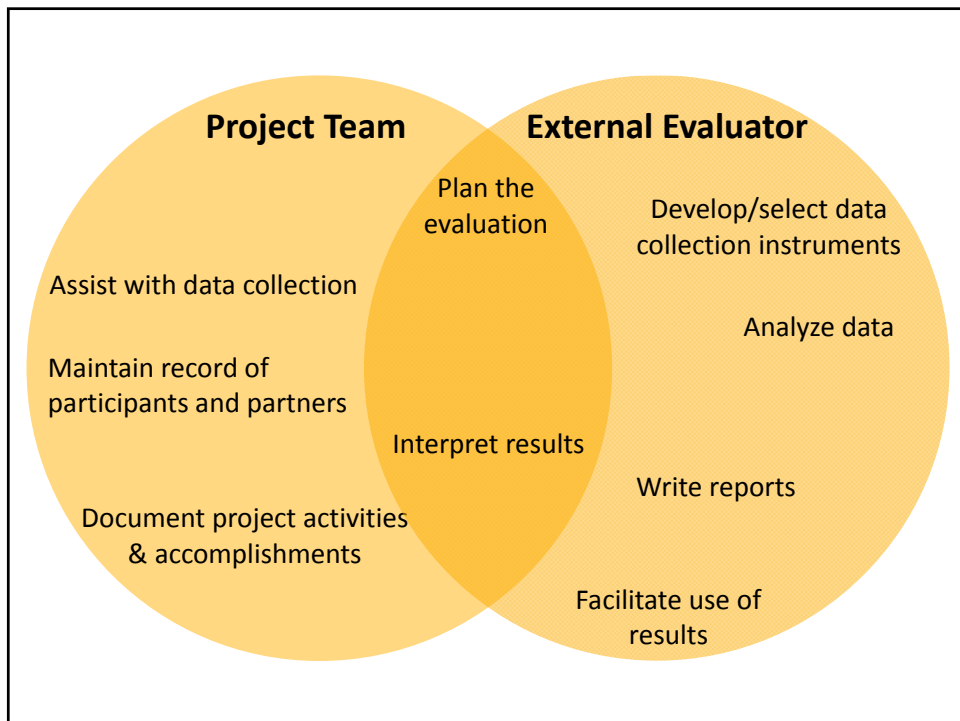 Project Team
External Evaluator
Plan the
evaluation
Develop/select data
collection instruments
Assist with data collection
Analyze data
Maintain record of
participants and partners
Interpret results
Write reports
Document project activities
& accomplishments
Facilitate use of
results